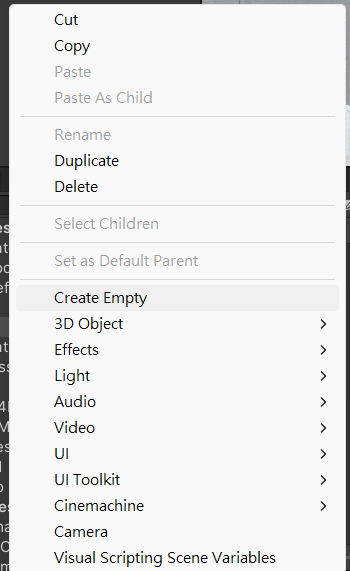 Cut
Copy
Paste
Paste As Child
Rename
Duplicate
Delete
Select Children
Set as Default Parent
Create Empty
3D Object
Effects
Light
Audio
Video
UI
UI Toolkit
Cinemachine
Camera
Visual Scripting Scene Variables